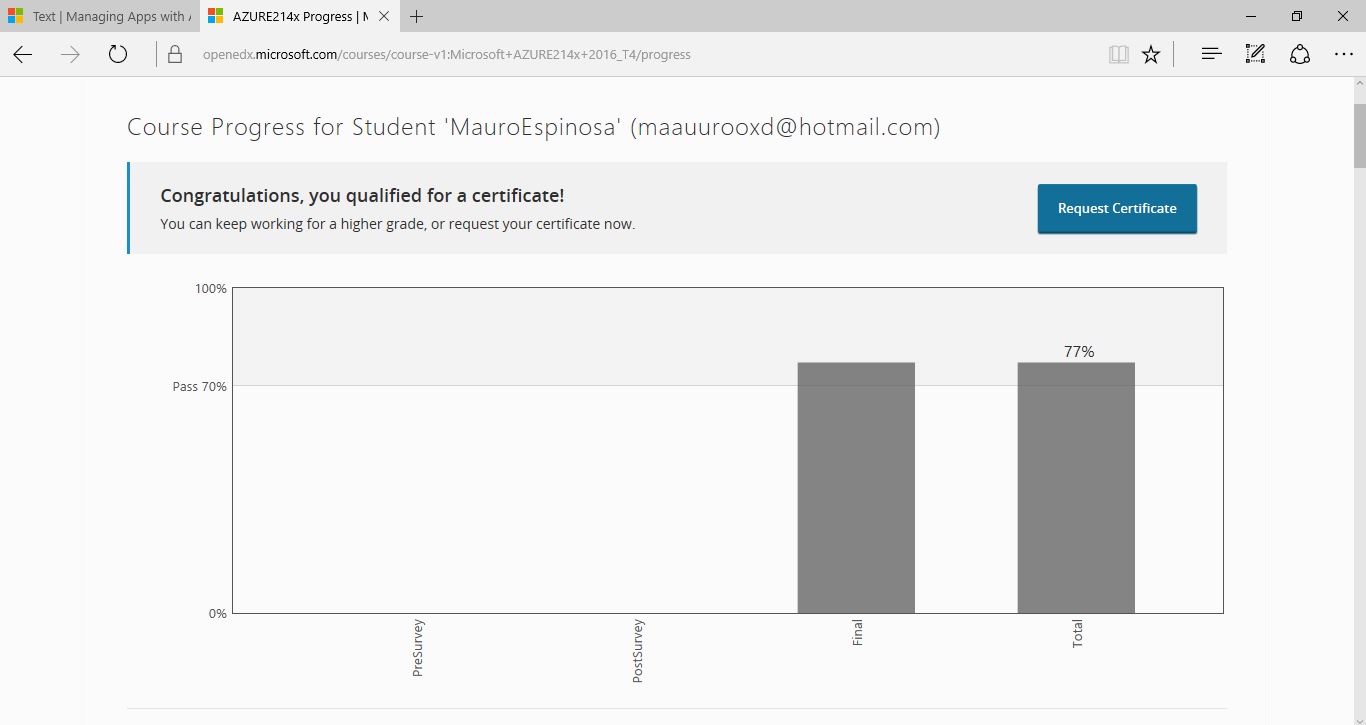 Text | Managing Apps with
AZURE214x Progress | M
openedx.microsoft.com/courses/course-v1:Microsoft+AZURE214x+2016_T4/progress
Course Progress for Student 'MauroEspinosa' (maauurooxd@hotmail.com)
Congratulations, you qualified for a certificate!
You can keep working for a higher grade, or request your certificate now.
Request Certificate
100%
77%
Pass 70%
0%
PreSurvey
PostSurvey
Final
Total